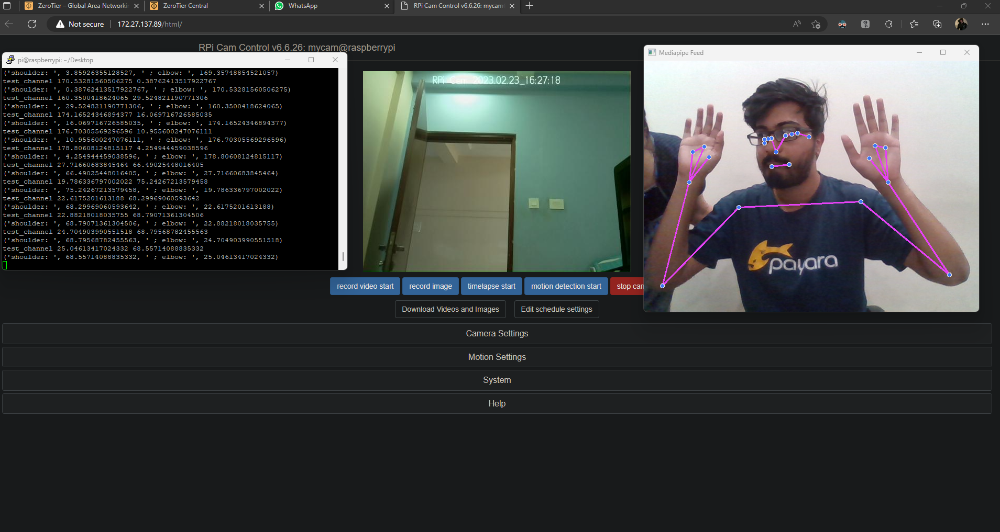 ZeroTier – Global Area Networkin
ZeroTier Central
WhatsApp
RPi Cam Control v6.6.26: mycam
Not secure
172.27.137.89/html/
RPi Cam Control v6.6.26: mycam@raspberrypi
pi@raspberrypi: ~/Desktop
('shoulder: ', 3.85926355128527, ' ; elbow: ', 169.35748854521057)
test_channel 170.53281560506275 0.38762413517922767
('shoulder: ', 0.38762413517922767, ' ; elbow: ', 170.53281560506275)
test_channel 160.3500418624065 29.524821190771306
('shoulder: ', 29.524821190771306, ' ; elbow: ', 160.3500418624065)
test_channel 174.16524346894377 16.069716726585035
('shoulder: ', 16.069716726585035, ' ; elbow: ', 174.16524346894377)
test_channel 176.70305569296596 10.955600247076111
('shoulder: ', 10.955600247076111, ' ; elbow: ', 176.70305569296596)
test_channel 178.80608124815117 4.254944459038596
('shoulder: ', 4.254944459038596, ' ; elbow: ', 178.80608124815117)
test_channel 27.71660683845464 66.49025448016405
('shoulder: ', 66.49025448016405, ' ; elbow: ', 27.71660683845464)
test_channel 19.786336797002022 75.24267213579458
('shoulder: ', 75.24267213579458, ' ; elbow: ', 19.786336797002022)
test_channel 22.6175201613188 68.29969060593642
('shoulder: ', 68.29969060593642, ' ; elbow: ', 22.6175201613188)
test_channel 22.88218018035755 68.79071361304506
('shoulder: ', 68.79071361304506, ' ; elbow: ', 22.88218018035755)
test_channel 24.704903990551518 68.79568782455563
('shoulder: ', 68.79568782455563, ' ; elbow: ', 24.704903990551518)
test_channel 25.04613417024332 68.55714088835332
('shoulder: ', 68.55714088835332, ' ; elbow: ', 25.04613417024332)
RPi Cam 2023.02.23_16:27:18
Mediapipe Feed
payara
record video start
record image
timelapse start
motion detection start
stop cam
Download Videos and Images
Edit schedule settings
Camera Settings
Motion Settings
System
Help